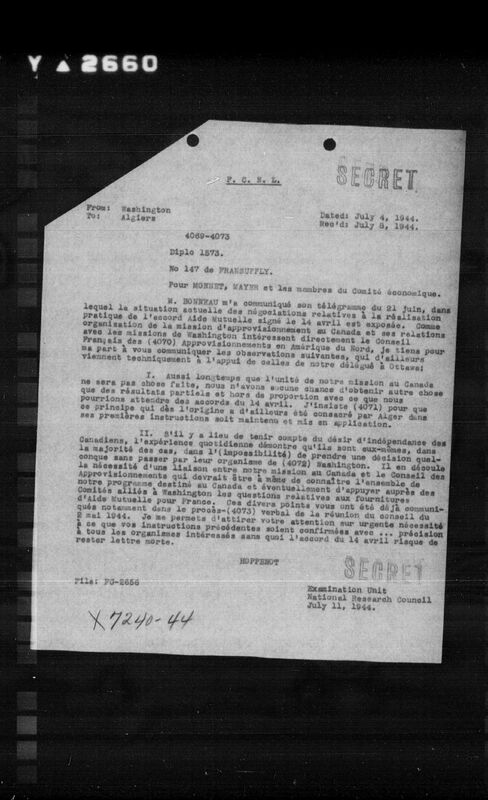 Y ▲ 2660
F. C. N. L.
SECRET
From: Washington
To: Algiers
Dated: July 4, 1944.
Rec'd: July 8, 1944.
4069-4073
Diplo 1573.
No 147 de FRANSUPPLY.
Pour MONNET, MAYER et les membres du Comité économique.
M. BONNEAU m'a communiqué son télégramme du 21 juin, dans
lequel la situation actuelle des négociations relatives à la réalisation
pratique de l'accord Aide Mutuelle signé le 14 avril est exposée. Comme
organisation de la mission d'approvisionnement au Canada et ses relations
avec les missions de Washington intéressent directement le Conseil
Français des (4070) Approvisionnements en Amérique du Nord, je tiens pour
ma part à vous communiquer les observations suivantes, qui d'ailleurs
viennent techniquement à l'appui de celles de notre délégué à Ottawa:
I. Aussi longtemps que l'unité de notre mission au Canada
ne sera pas chose faite, nous n'avons aucune chance d'obtenir autre chose
que des résultats partiels et hors de proportion avec ce que nous
pourrions attendre des accords du 14 avril. J'insiste (4071) pour que
ce principe qui dès l'origine a d'ailleurs été consacré par Alger dans
ses premières instructions soit maintenu et mis en application.
II. S'il y a lieu de tenir compte du désir d'indépendance des
Canadiens, l'expérience quotidienne démontre qu'ils sont eux-mêmes, dans
la majorité des cas, dans l'(impossibilité) de prendre une décision quel-
conque sans passer par leur organisme de (4072) Washington. Il en découle
la nécessité d'une liaison entre notre mission au Canada et le Conseil des
Approvisionnements qui devrait être à même de connaître l'ensemble de
notre programme destiné au Canada et éventuellement d'appuyer auprès des
Comités alliés à Washington les questions relatives aux fournitures
d'Aide Mutuelle pour France. Ces divers points vous ont été déjà communi-
qués notamment dans le procès-(4073) verbal de la réunion du conseil du
2 mai 1944. Je me permets d'attirer votre attention sur urgente nécessité
à ce que vos instructions précédentes soient confirmées avec ... précision
à tous les organismes intéressés sans quoi l'accord du 14 avril risque de
rester lettre morte.
HOPPENOT
SECRET
File: FG-2656
Examination Unit
National Research Council
July 11, 1944.
X7240-44